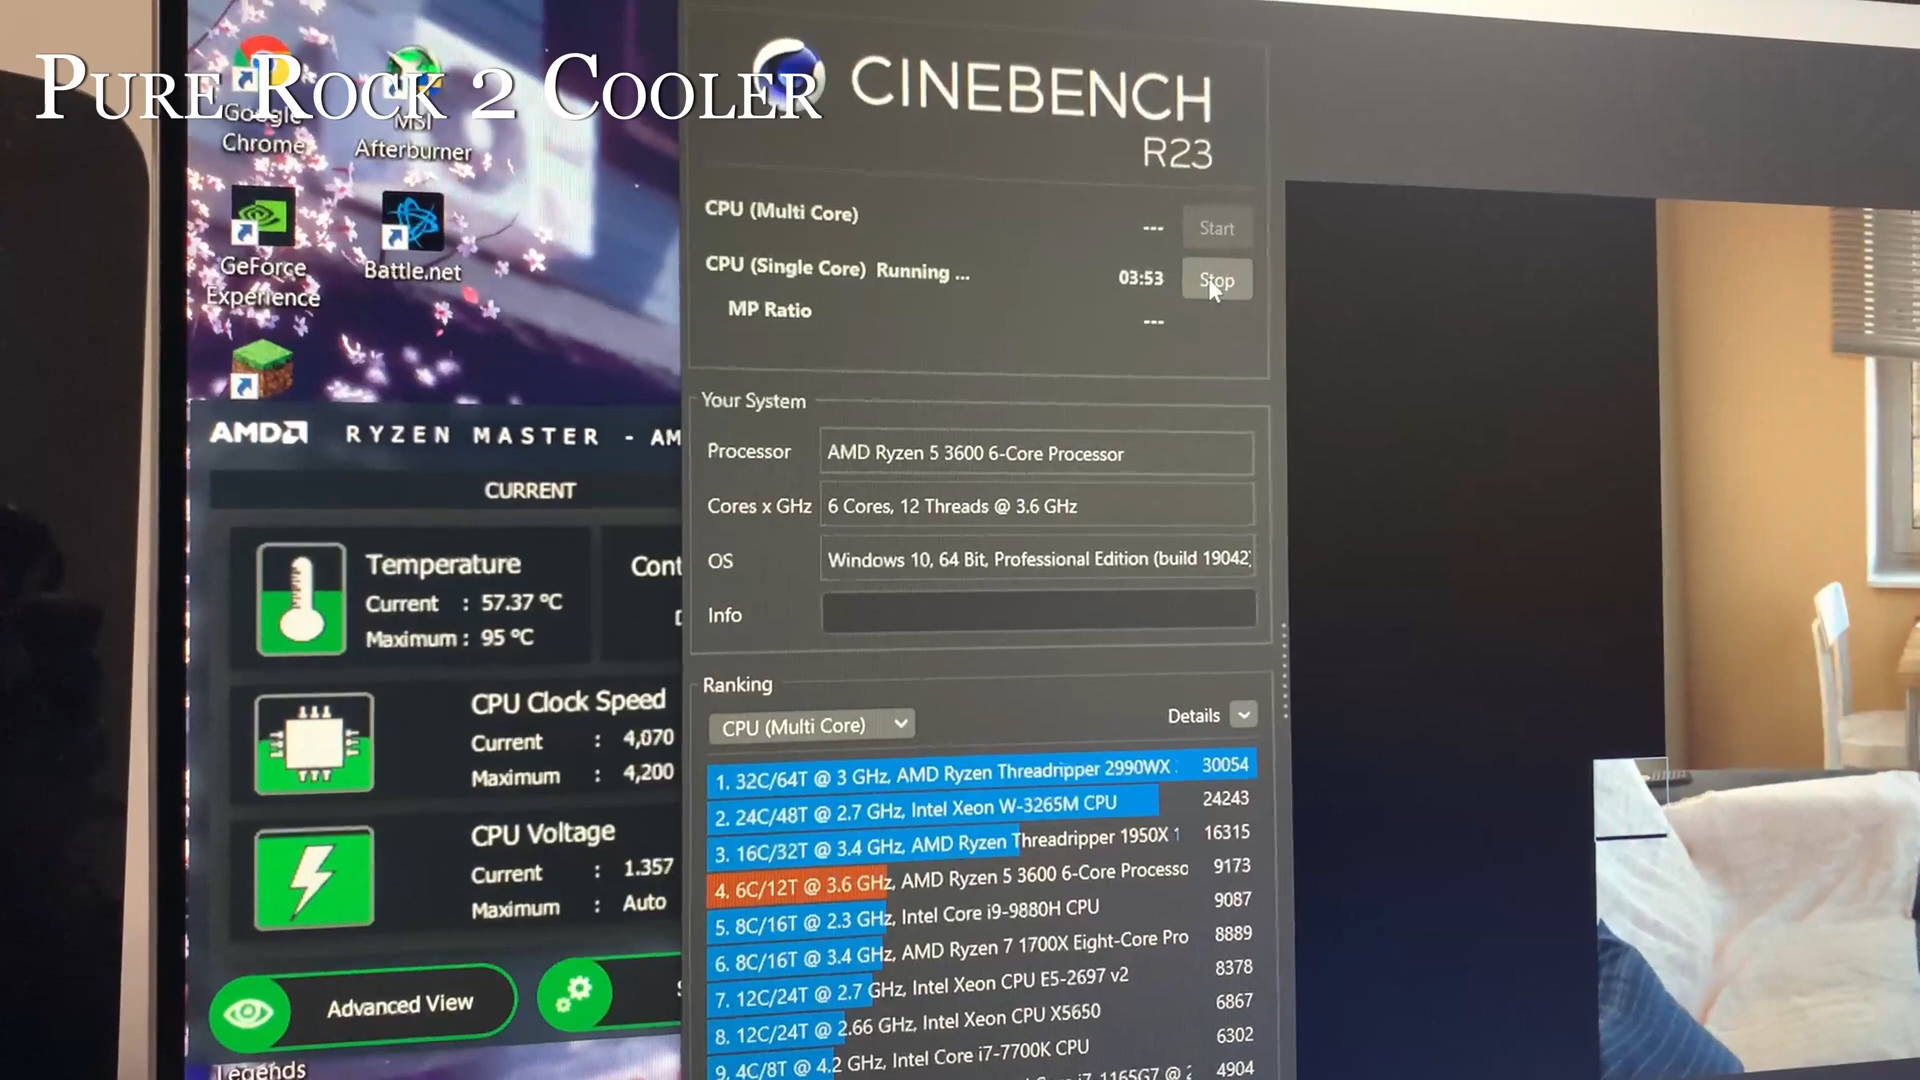 PURE ROCK 2 COOLER
Google
Chrome
MSI
Afterburner
GeForce
Experience
Battle.net
AMD RYZEN MASTER - AM
CURRENT
Temperature
Current : 57.37 °C
Maximum : 95 °C
Cont
CPU Clock Speed
Current : 4,070
Maximum : 4,200
CPU Voltage
Current : 1.357
Maximum : Auto
Advanced View
Legends
CINEBENCH
R23
CPU (Multi Core) --- Start
CPU (Single Core) Running ... 03:53 Stop
MP Ratio ---
Your System
Processor AMD Ryzen 5 3600 6-Core Processor
Cores x GHz 6 Cores, 12 Threads @ 3.6 GHz
OS Windows 10, 64 Bit, Professional Edition (build 19042)
Info
Ranking
CPU (Multi Core) Details
1. 32C/64T @ 3 GHz, AMD Ryzen Threadripper 2990WX 30054
2. 24C/48T @ 2.7 GHz, Intel Xeon W-3265M CPU 24243
3. 16C/32T @ 3.4 GHz, AMD Ryzen Threadripper 1950X 16315
4. 6C/12T @ 3.6 GHz, AMD Ryzen 5 3600 6-Core Processo 9173
5. 8C/16T @ 2.3 GHz, Intel Core i9-9880H CPU 9087
6. 8C/16T @ 3.4 GHz, AMD Ryzen 7 1700X Eight-Core Pro 8889
7. 12C/24T @ 2.7 GHz, Intel Xeon CPU E5-2697 v2 8378
8. 12C/24T @ 2.66 GHz, Intel Xeon CPU X5650 6867
9. 4C/8T @ 4.2 GHz, Intel Core i7-7700K CPU 6302
i7-1165G7 @ 4904